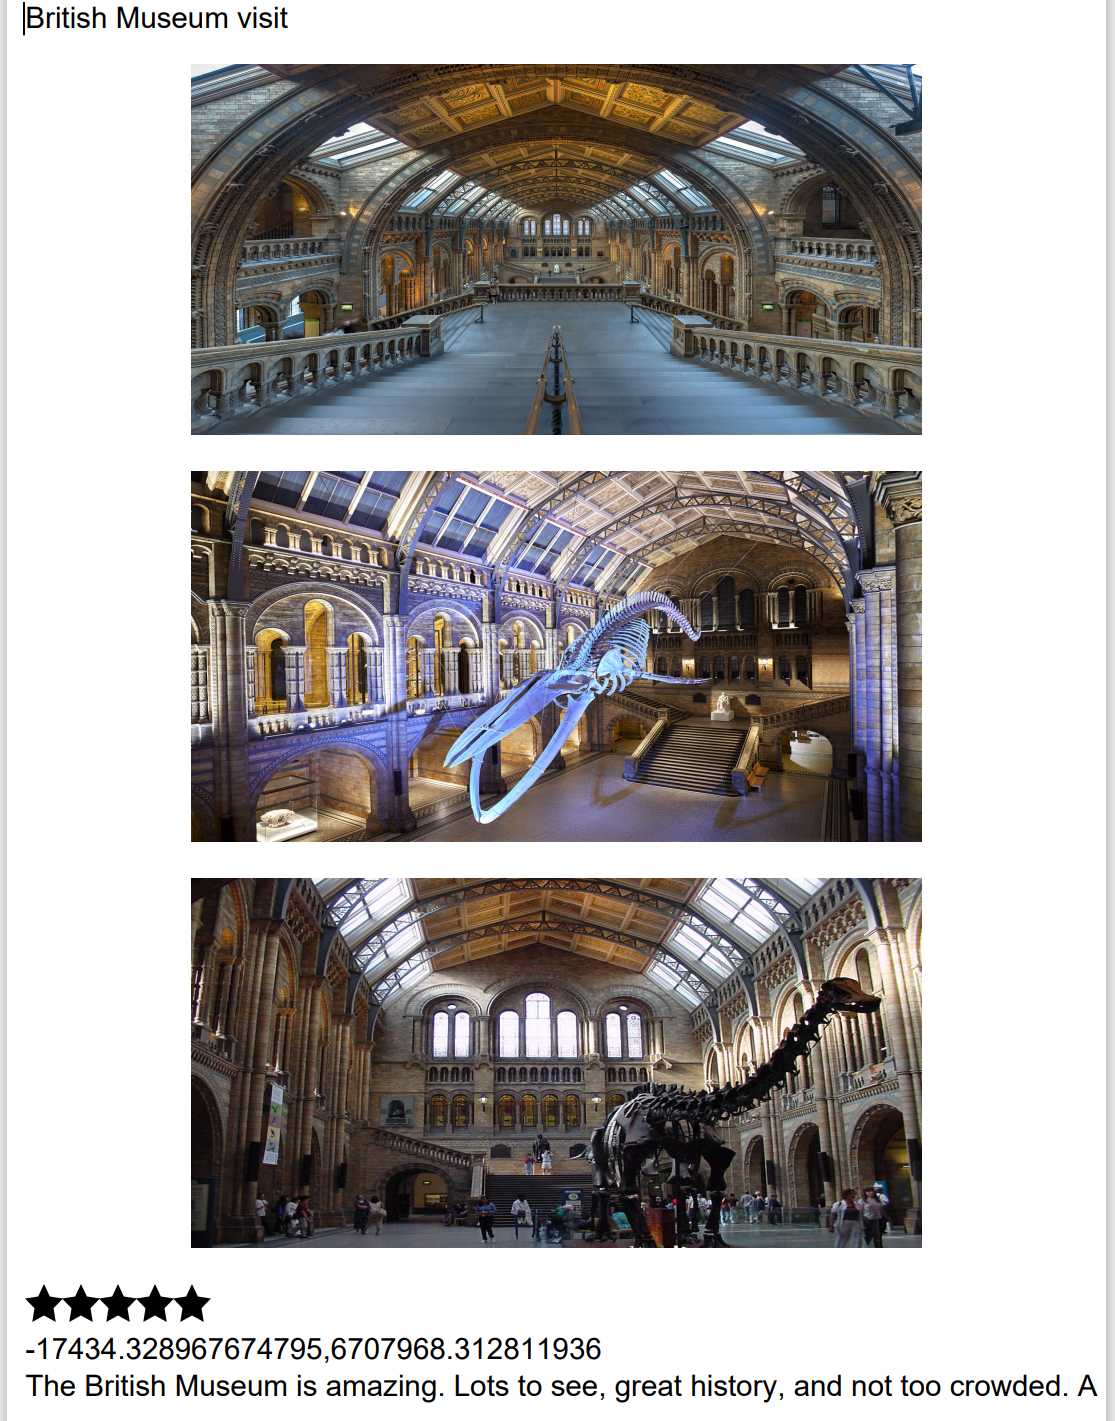 British Museum visit
-17434.328967674795,6707968.312811936
The British Museum is amazing. Lots to see, great history, and not too crowded. A